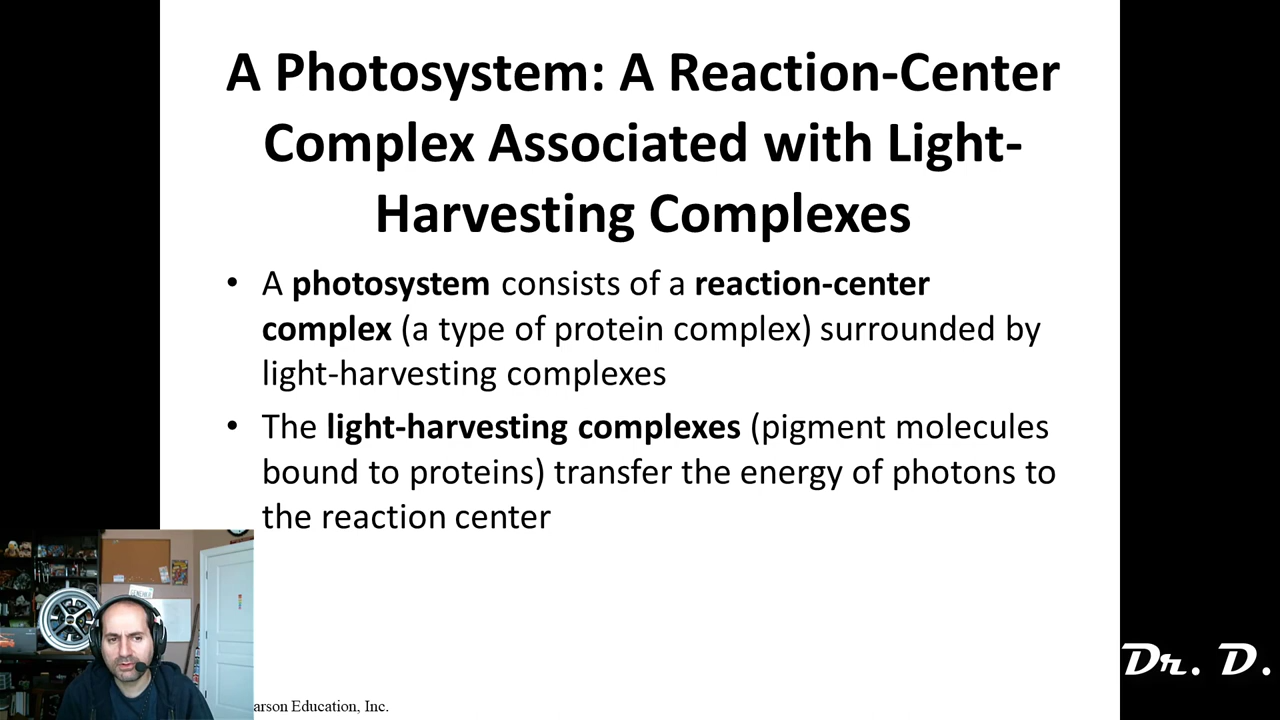 A Photosystem: A Reaction-Center
Complex Associated with Light-
Harvesting Complexes
• A photosystem consists of a reaction-center
complex (a type of protein complex) surrounded by
light-harvesting complexes
• The light-harvesting complexes (pigment molecules
bound to proteins) transfer the energy of photons to
the reaction center
Dr. D.
arson Education, Inc.